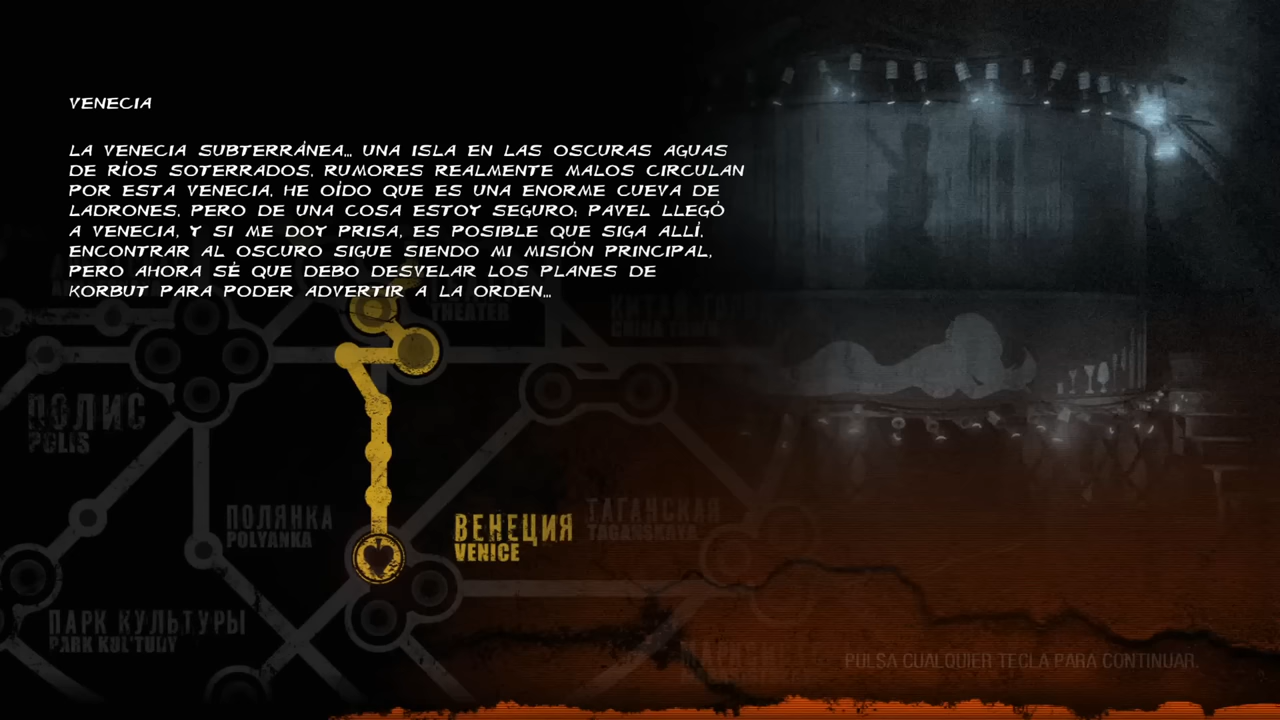 VENECIA
LA VENECIA SUBTERRÁNEA... UNA ISLA EN LAS OSCURAS AGUAS
DE RÍOS SOTERRADOS. RUMORES REALMENTE MALOS CIRCULAN
POR ESTA VENECIA. HE OÍDO QUE ES UNA ENORME CUEVA DE
LADRONES. PERO DE UNA COSA ESTOY SEGURO: PAVEL LLEGÓ
A VENECIA, Y SI ME DOY PRISA, ES POSIBLE QUE SIGA ALLÍ.
ENCONTRAR AL OSCURO SIGUE SIENDO MI MISIÓN PRINCIPAL,
PERO AHORA SÉ QUE DEBO DESVELAR LOS PLANES DE
KORBUT PARA PODER ADVERTIR A LA ORDEN...
THEATER
КИТАЙ-ГОРОД
CHINA TOWN
ПОЛИС
POLIS
ПОЛЯНКА
POLYANKA
ВЕНЕЦИЯ
VENICE
ТАГАНСКАЯ
TAGANSKAYA
ПАРК КУЛЬТУРЫ
PARK KUL'TURY
PULSA CUALQUIER TECLA PARA CONTINUAR.